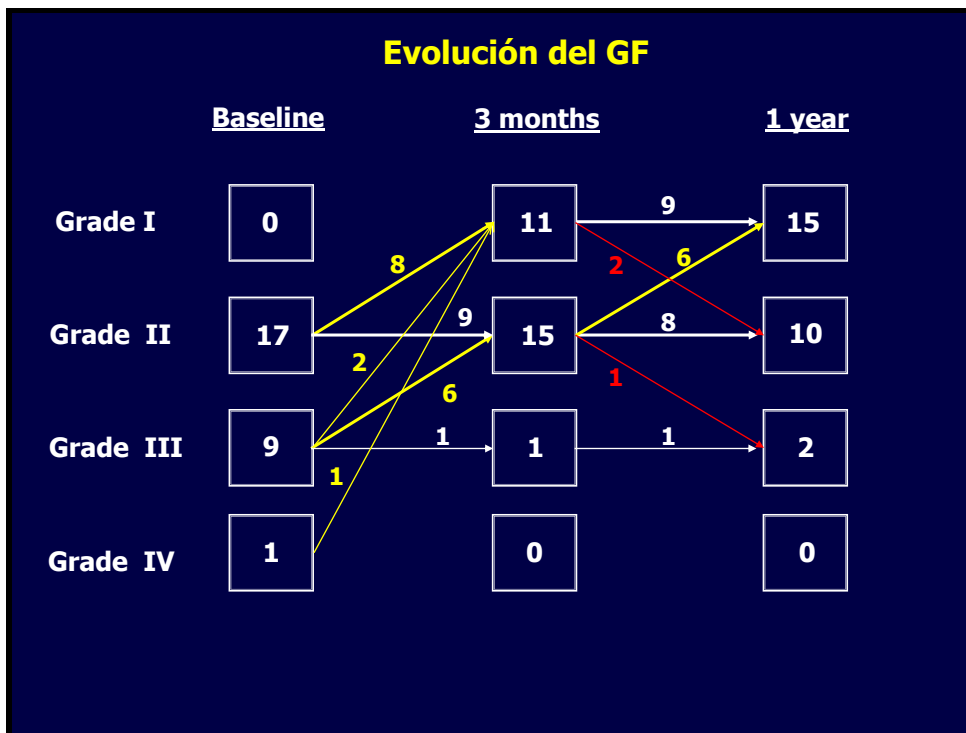 Evolución del GF
Baseline 3 months 1 year
Grade I 0 11 9 15
8 2 6
Grade II 17 9 15 8 10
2 6 1
Grade III 9 1 1 1 2
1
Grade IV 1 0 0